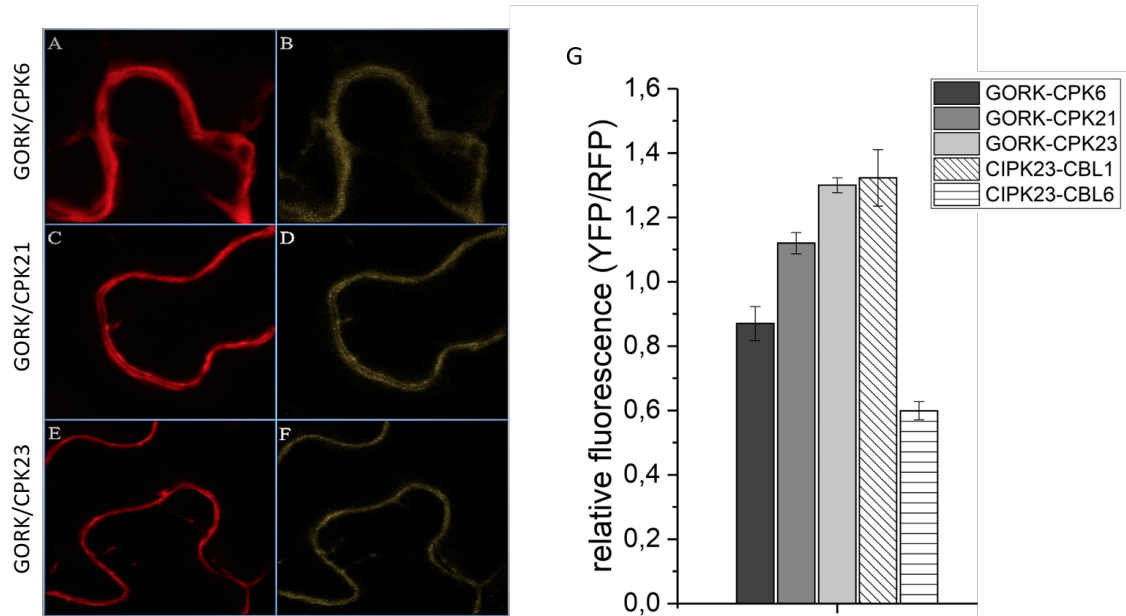 GORK/CPK6
A
B
GORK/CPK21
C
D
GORK/CPK23
E
F
G
relative fluorescence (YFP/RFP)
1,6
1,4
1,2
1,0
0,8
0,6
0,4
0,2
0,0
GORK-CPK6
GORK-CPK21
GORK-CPK23
CIPK23-CBL1
CIPK23-CBL6